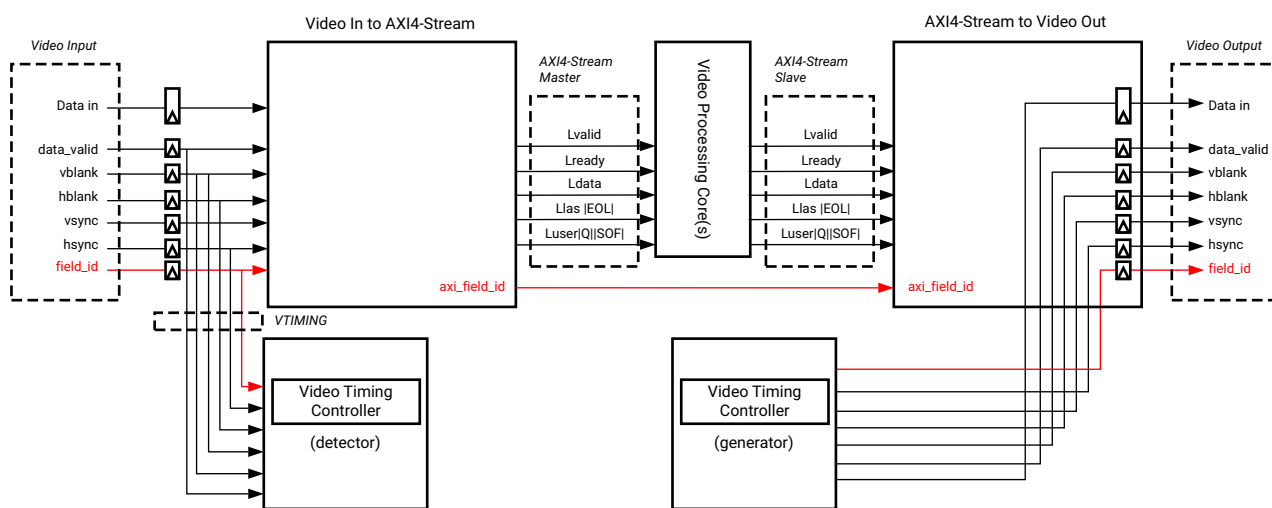 Video In to AXI4-Stream
AXI4-Stream to Video Out
Video Input
AXI4-Stream
Master
Video Processing Core(s)
AXI4-Stream
Slave
Video Output
Data in
data_valid
vblank
hblank
vsync
hsync
field_id
Lvalid
Lready
Ldata
Llas |EOL|
Luser|Q||SOF|
Lvalid
Lready
Ldata
Llas |EOL|
Luser|Q||SOF|
Data in
data_valid
vblank
hblank
vsync
hsync
field_id
axi_field_id
axi_field_id
VTIMING
Video Timing
Controller
(detector)
Video Timing
Controller
(generator)